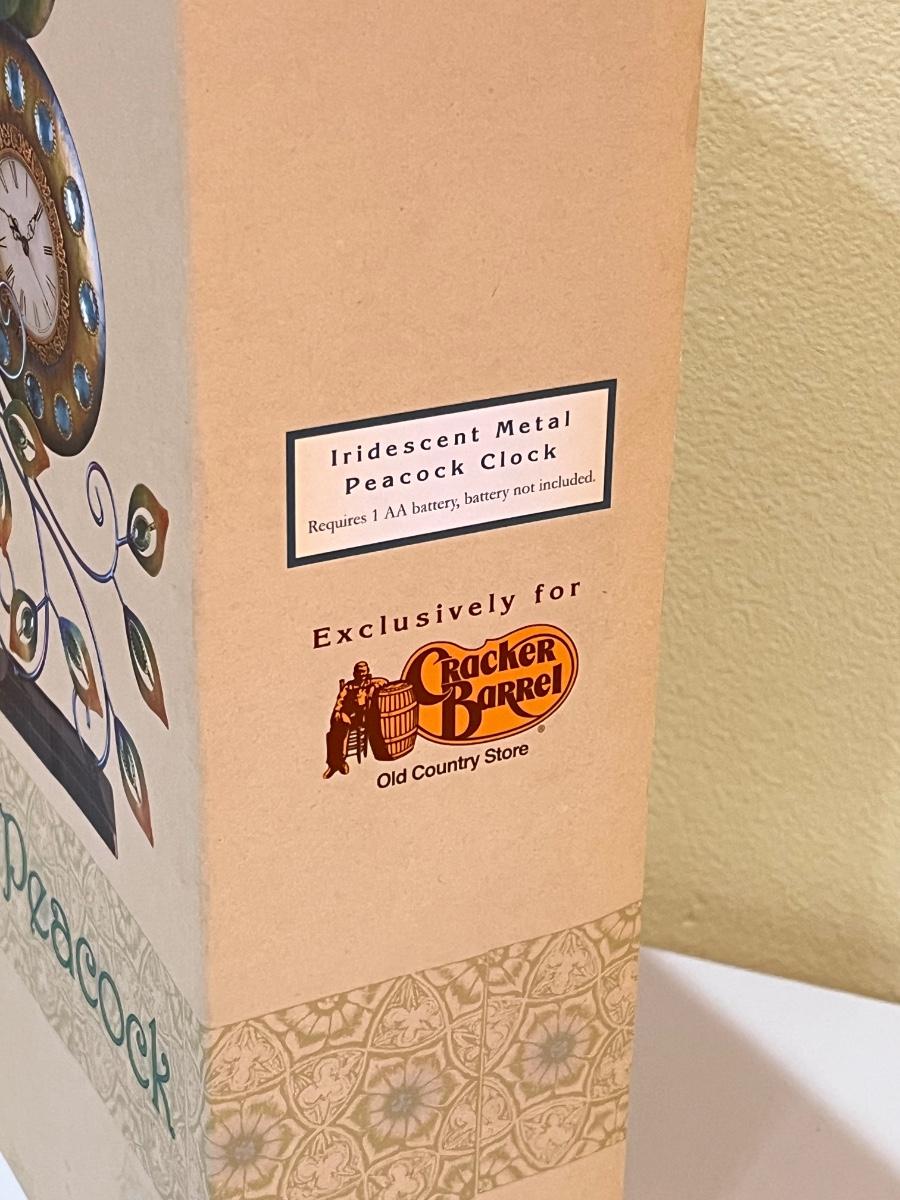 Iridescent Metal
Peacock Clock
Requires 1 AA battery, battery not included.
Exclusively for
Cracker
Barrel
®
Old Country Store
Peacock